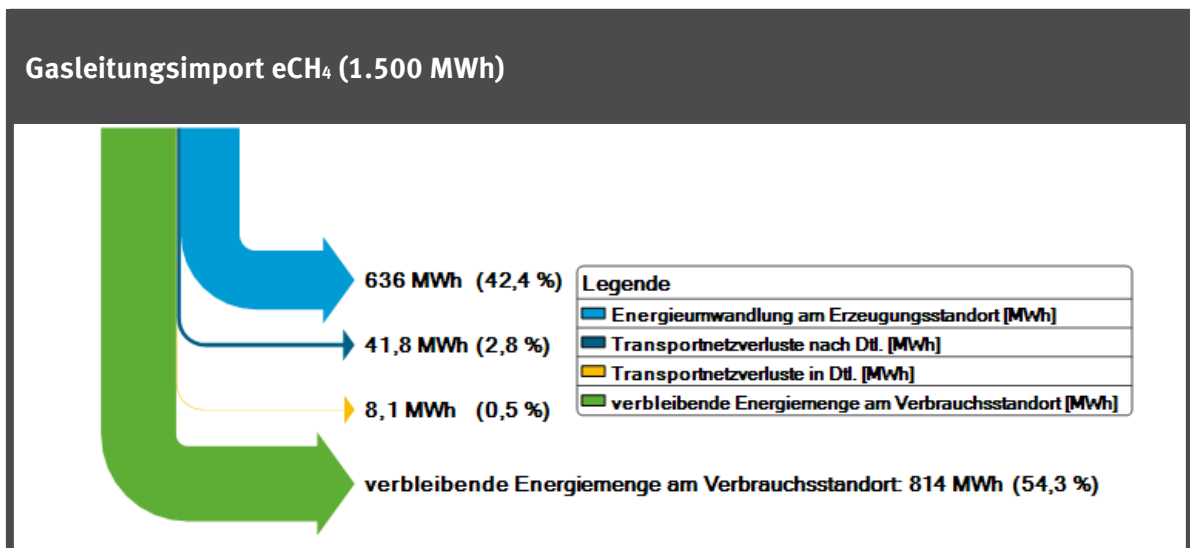 Gasleitungsimport eCH₄ (1.500 MWh)
636 MWh (42,4 %)
41,8 MWh (2,8 %)
8,1 MWh (0,5 %)
Legende
Energieumwandlung am Erzeugungsstandort [MWh]
Transportnetzverluste nach Dtl. [MWh]
Transportnetzverluste in Dtl. [MWh]
verbleibende Energiemenge am Verbrauchsstandort [MWh]
verbleibende Energiemenge am Verbrauchsstandort: 814 MWh (54,3 %)